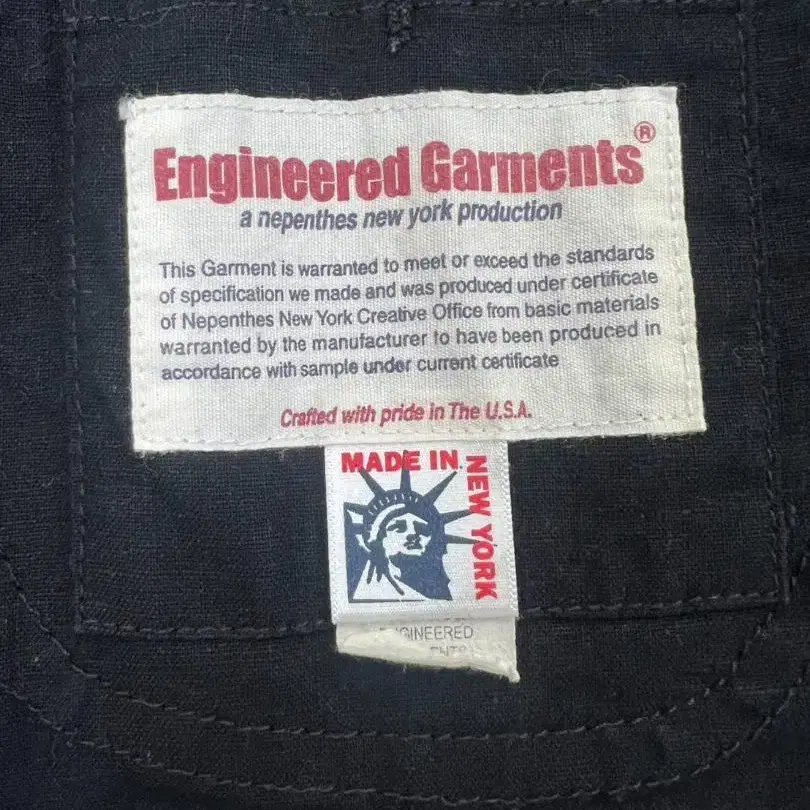 Engineered Garments®
a nepenthes new york production
This Garment is warranted to meet or exceed the standards
of specification we made and was produced under certificate
of Nepenthes New York Creative Office from basic materials
warranted by the manufacturer to have been produced in
accordance with sample under current certificate
Crafted with pride in The U.S.A.
MADE IN
NEW YORK